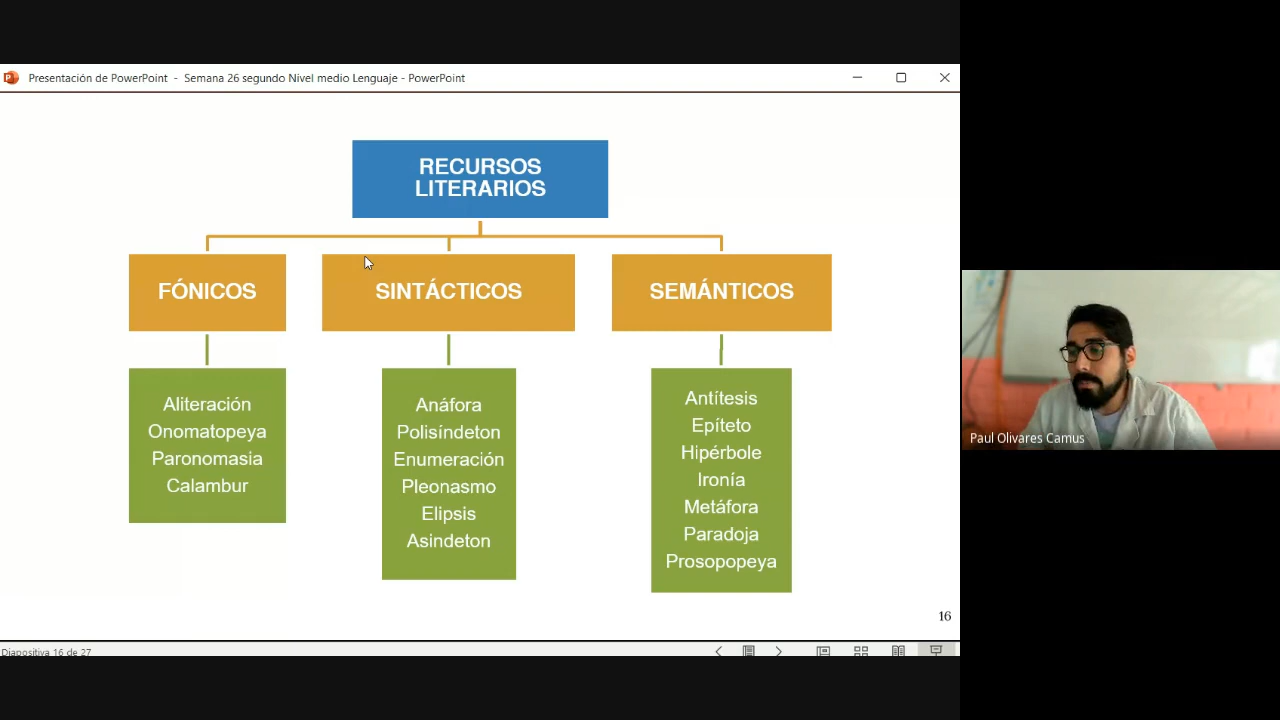 Presentación de PowerPoint - Semana 26 segundo Nivel medio Lenguaje - PowerPoint
RECURSOS
LITERARIOS
FÓNICOS
SINTÁCTICOS
SEMÁNTICOS
Aliteración
Onomatopeya
Paronomasia
Calambur
Anáfora
Polisíndeton
Enumeración
Pleonasmo
Elipsis
Asindeton
Antítesis
Epíteto
Hipérbole
Ironía
Metáfora
Paradoja
Prosopopeya
16
Diapositiva 16 de 27
Paul Olivares Camus